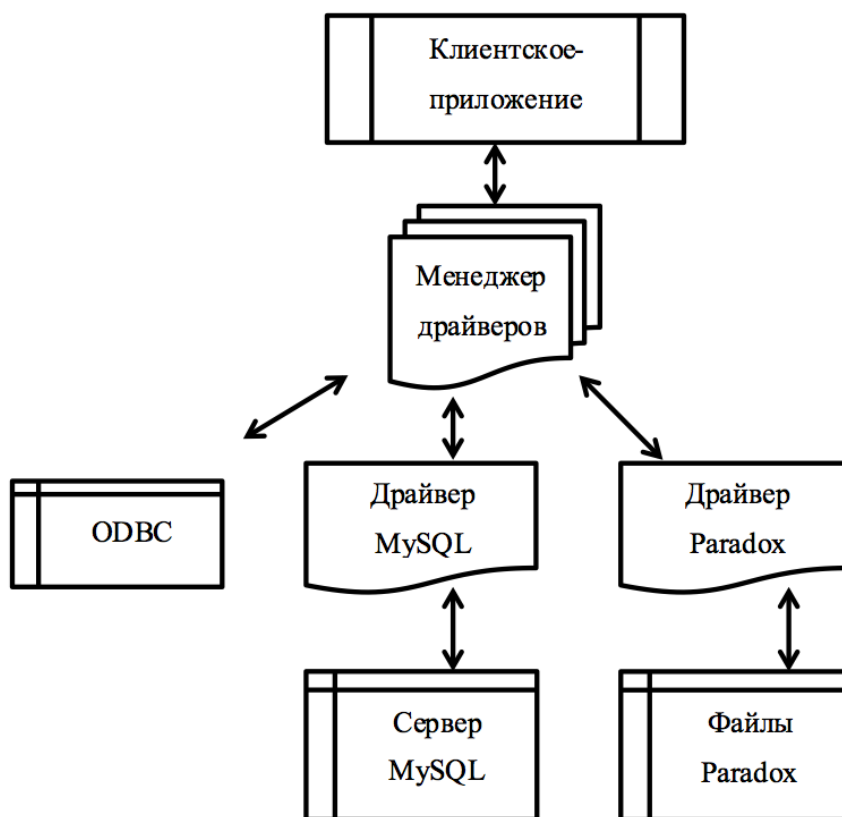 Клиентское-
приложение
Менеджер
драйверов
ODBC
Драйвер
MySQL
Драйвер
Paradox
Сервер
MySQL
Файлы
Paradox